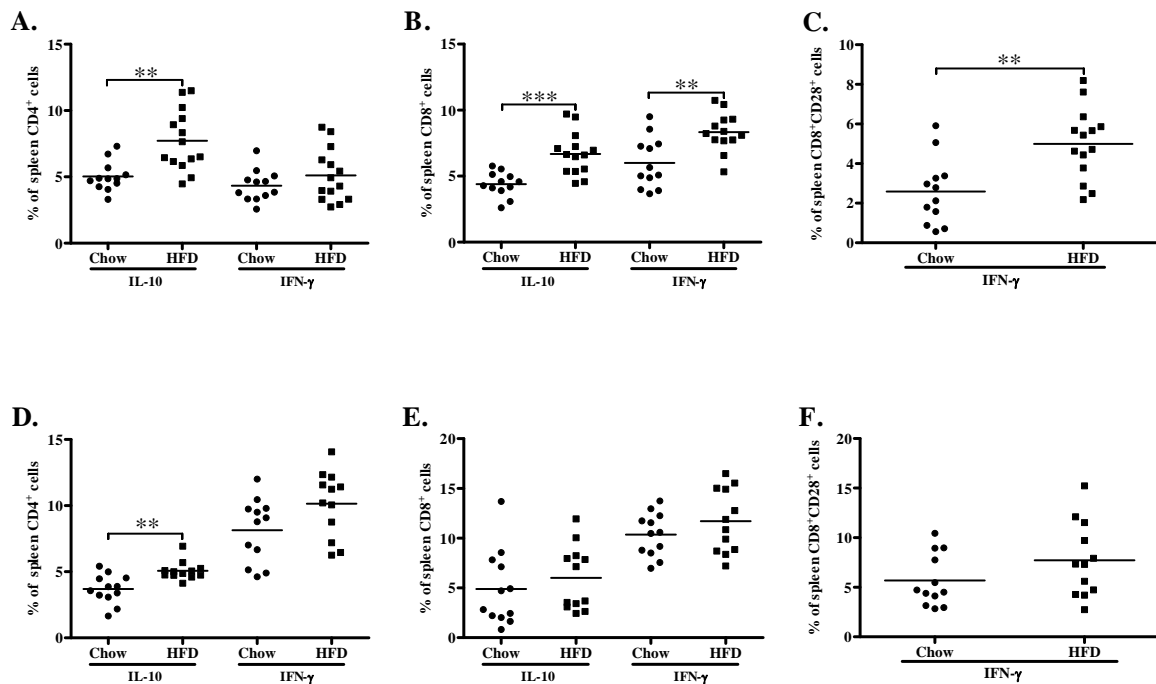 A.
% of spleen CD4⁺ cells
15
10
5
0
**
Chow HFD Chow HFD
IL-10 IFN-γ
B.
% of spleen CD8⁺ cells
15
10
5
0
*** **
Chow HFD Chow HFD
IL-10 IFN-γ
C.
% of spleen CD8⁺CD28⁺ cells
10
8
6
4
2
0
**
Chow HFD
IFN-γ
D.
% of spleen CD4⁺ cells
15
10
5
0
**
Chow HFD Chow HFD
IL-10 IFN-γ
E.
% of spleen CD8⁺ cells
20
15
10
5
0
Chow HFD Chow HFD
IL-10 IFN-γ
F.
% of spleen CD8⁺CD28⁺ cells
20
15
10
5
0
Chow HFD
IFN-γ